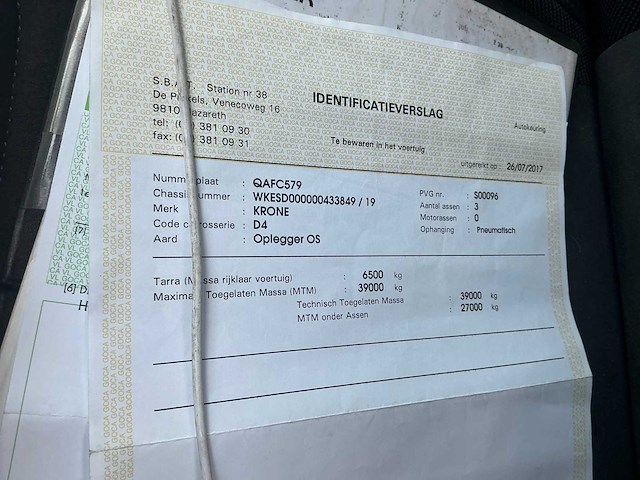 IDENTIFICATIEVERSLAG
Autokeuring
Te bewaren in het voertuig
uitgereikt op : 26/07/2017
S.B.A.T. Station nr 38
De Venecoweg 16
9810
tel: 381 09 30
fax: 381 09 31
Nummerplaat : QAFC579
Chassisnummer : WKESD000000433849 / 19
Merk : KRONE
Code carrosserie : D4
Aard : Oplegger OS
PVG nr. : S00096
Aantal assen : 3
Motorassen : 0
Ophanging : Pneumatisch
Tarra (Massa rijklaar voertuig) : 6500 kg
Maximaal Toegelaten Massa (MTM) : 39000 kg
Technisch Toegelaten Massa : 39000 kg
MTM onder Assen : 27000 kg